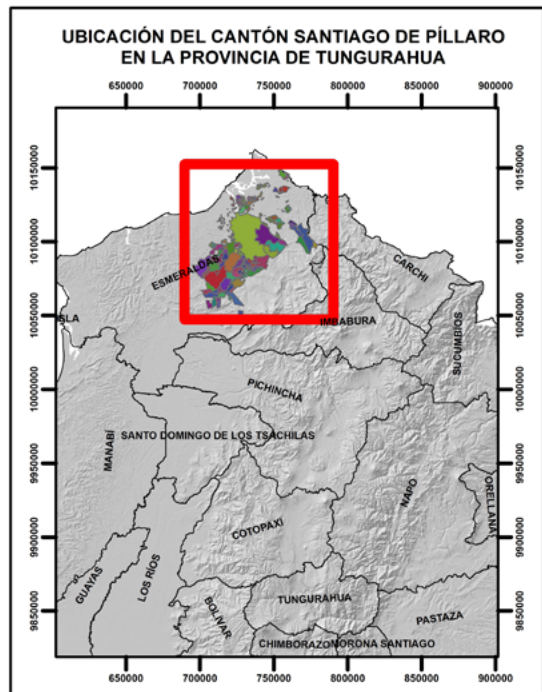 UBICACIÓN DEL CANTÓN SANTIAGO DE PÍLLARO
EN LA PROVINCIA DE TUNGURAHUA
650000 700000 750000 800000 850000 900000
10150000 10150000
10100000 10100000
ESMERALDAS
CARCHI
10050000 10050000
ISLA
IMBABURA
SUCUMBIOS
10000000 10000000
PICHINCHA
MANABÍ
SANTO DOMINGO DE LOS TSACHILAS
9950000 9950000
NAPO
ORELLANA
COTOPAXI
9900000 9900000
GUAYAS
LOS RÍOS
BOLÍVAR
TUNGURAHUA
9850000 9850000
PASTAZA
CHIMBORAZO MORONA SANTIAGO
650000 700000 750000 800000 850000 900000